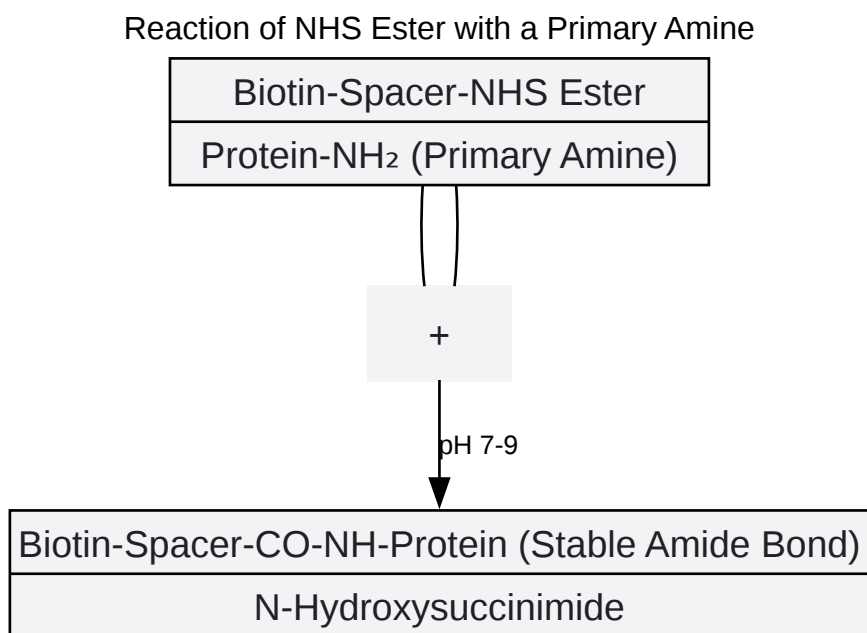 Reaction of NHS Ester with a Primary Amine
Biotin-Spacer-NHS Ester
Protein-NH₂ (Primary Amine)
+
pH 7-9
Biotin-Spacer-CO-NH-Protein (Stable Amide Bond)
N-Hydroxysuccinimide